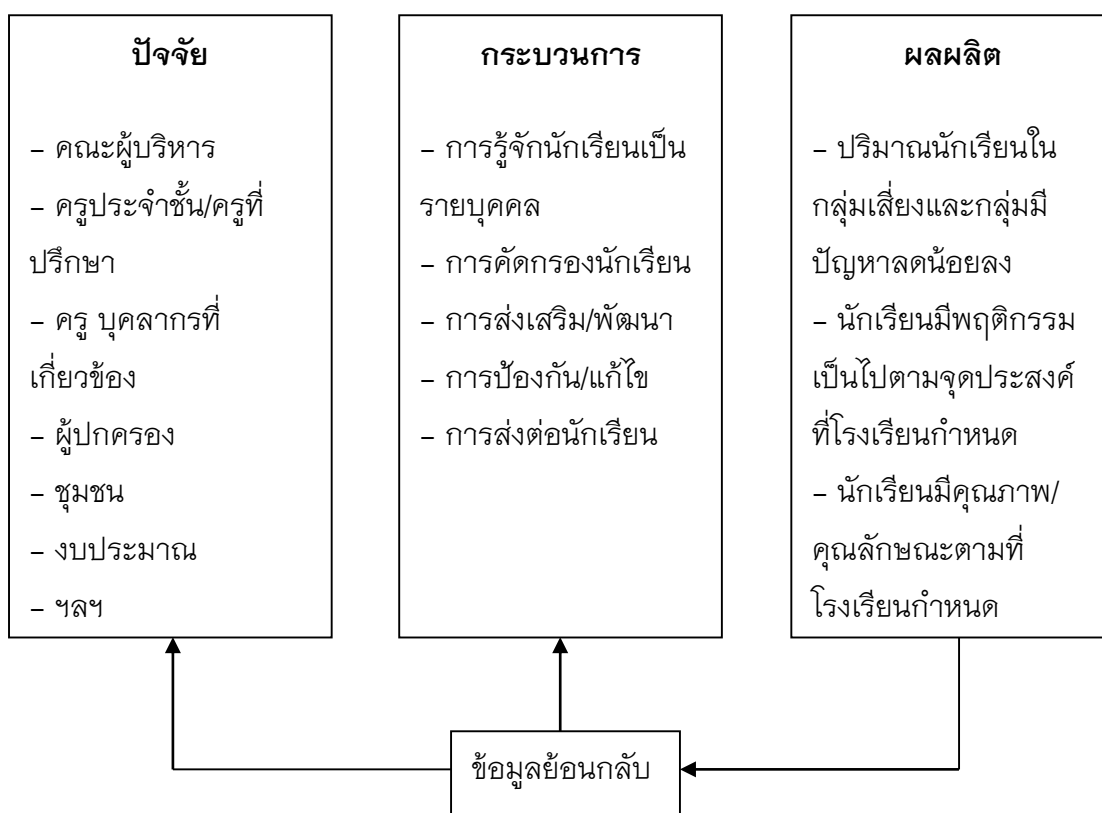 ปัจจัย
– คณะผู้บริหาร
– ครูประจำชั้น/ครูที่
ปรึกษา
– ครู บุคลากรที่
เกี่ยวข้อง
– ผู้ปกครอง
– ชุมชน
– งบประมาณ
– ฯลฯ
กระบวนการ
– การรู้จักนักเรียนเป็น
รายบุคคล
– การคัดกรองนักเรียน
– การส่งเสริม/พัฒนา
– การป้องกัน/แก้ไข
– การส่งต่อนักเรียน
ผลผลิต
– ปริมาณนักเรียนใน
กลุ่มเสี่ยงและกลุ่มมี
ปัญหาลดน้อยลง
– นักเรียนมีพฤติกรรม
เป็นไปตามจุดประสงค์
ที่โรงเรียนกำหนด
– นักเรียนมีคุณภาพ/
คุณลักษณะตามที่
โรงเรียนกำหนด
ข้อมูลย้อนกลับ